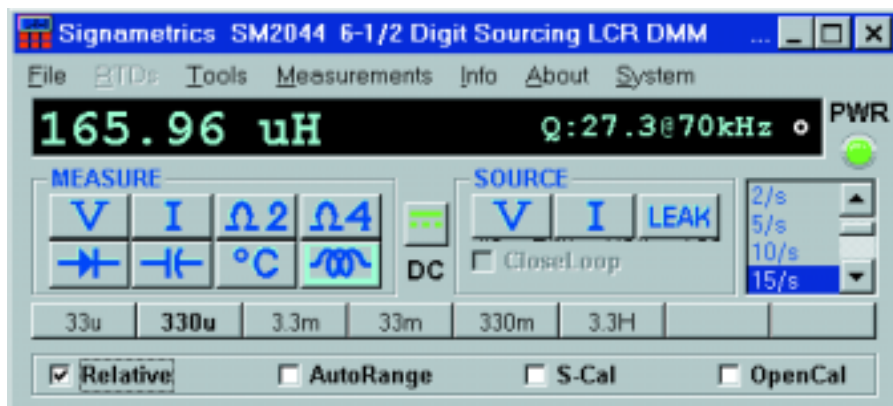 Signametrics SM2044 6-1/2 Digit Sourcing LCR DMM ...
File RTDs Tools Measurements Info About System
165.96 uH Q:27.3@70kHz
PWR
MEASURE
V I Ω2 Ω4
°C
DC
SOURCE
V I LEAK
CloseLoop
2/s
5/s
10/s
15/s
33u 330u 3.3m 33m 330m 3.3H
Relative AutoRange S-Cal OpenCal